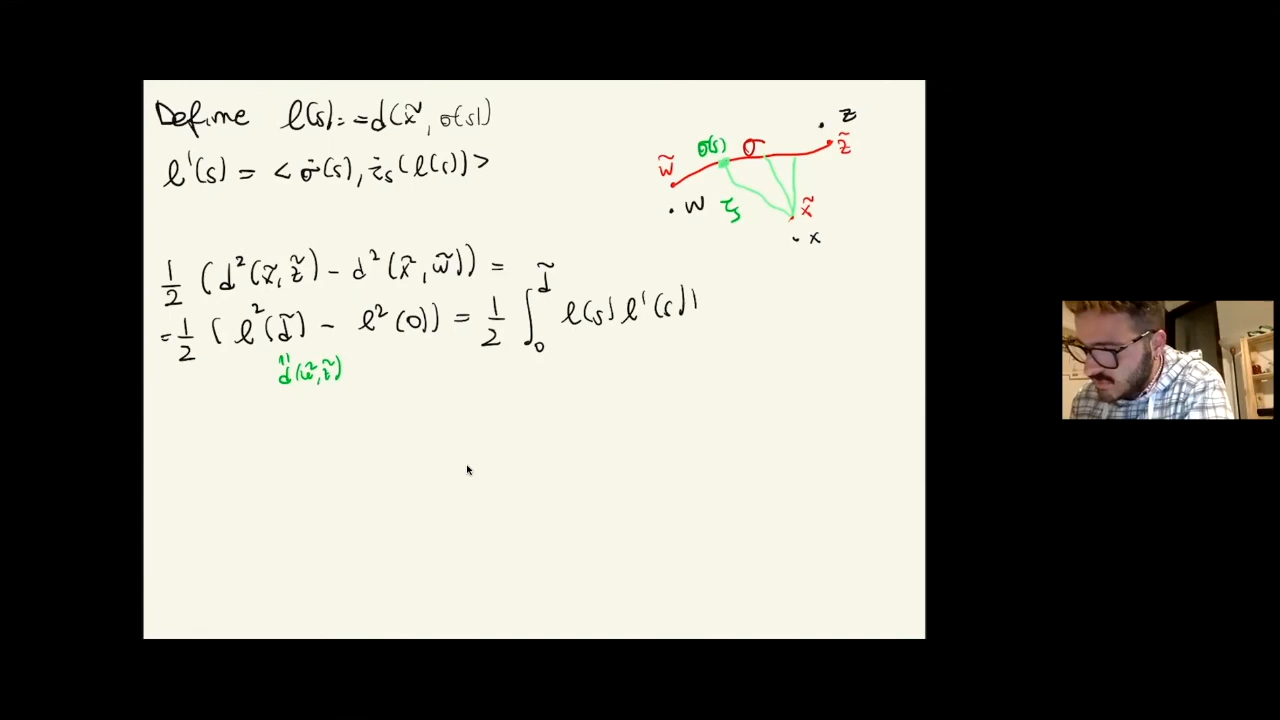 Define l(s) := d(x̃, σ(s))
l'(s) = < σ̇(s), τ̇ₛ(l(s)) >
½ (d²(x̃, z̃) - d²(x̃, w̃)) =
= ½ (l²(d̃) - l²(0)) = ½ ∫₀^d̃ l(s) l'(s)
d(w̃, z̃)
z
σ(s) σ z̃
w̃
w τₛ x̃
x